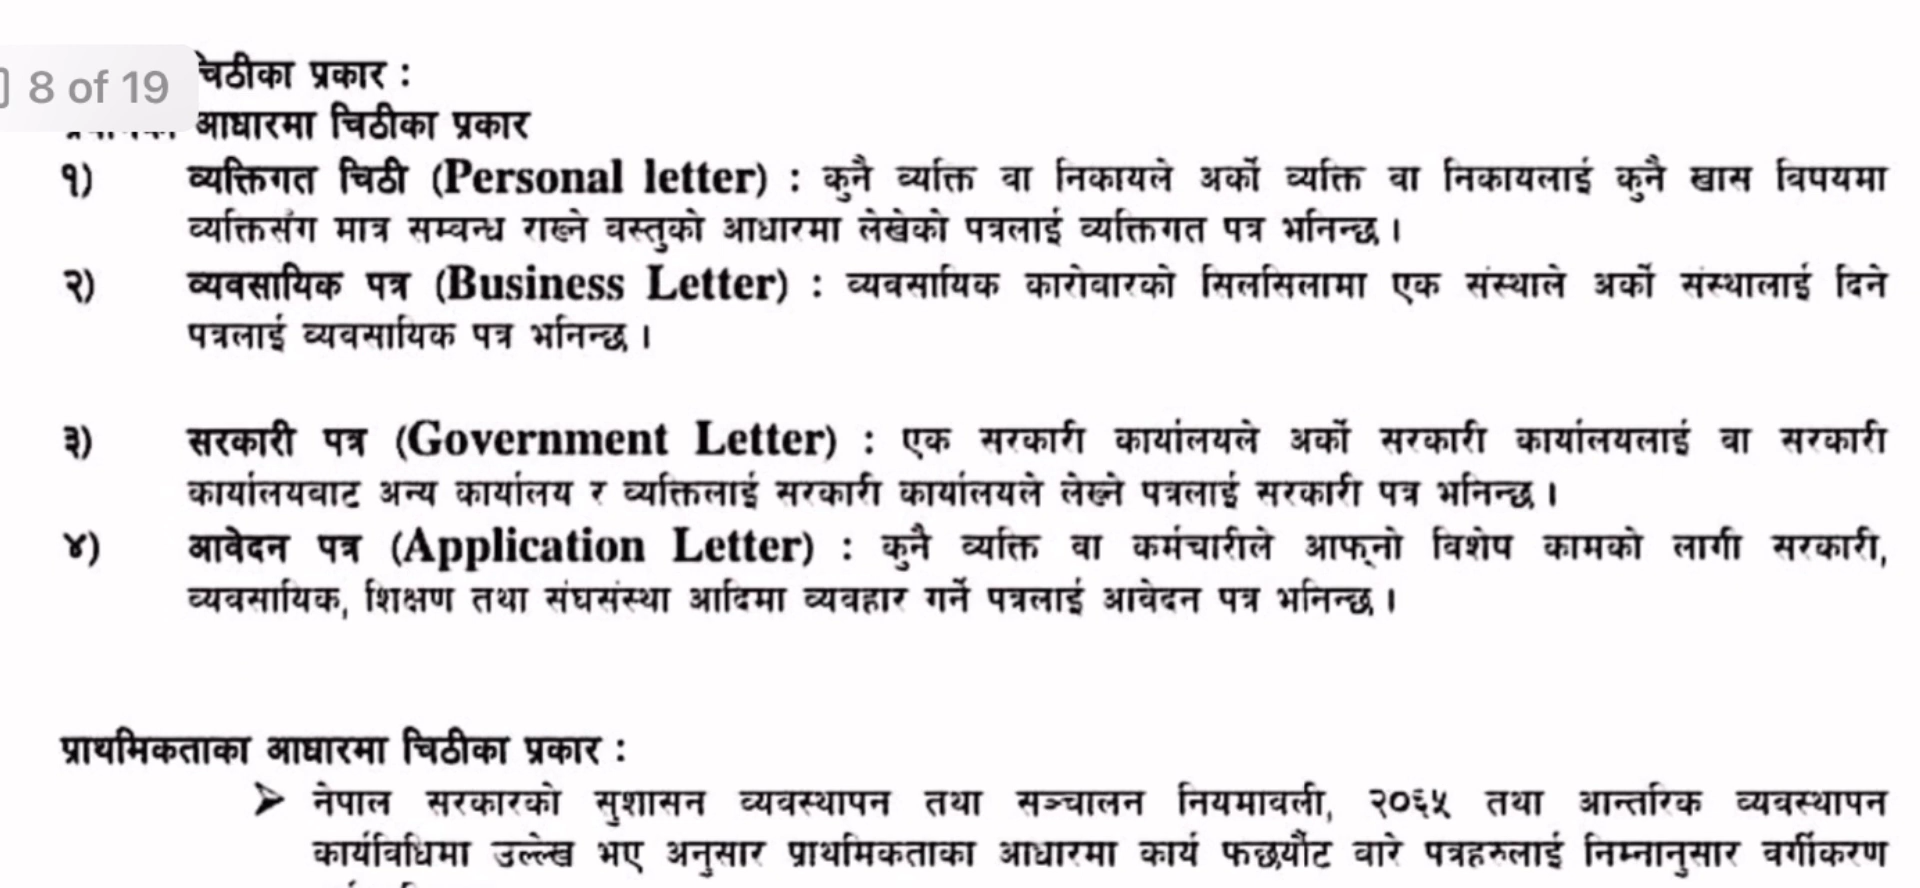 8 of 19
चिठीका प्रकार :
आधारमा चिठीका प्रकार
१) व्यक्तिगत चिठी (Personal letter) : कुनै व्यक्ति वा निकायले अर्को व्यक्ति वा निकायलाई कुनै खास विषयमा
व्यक्तिसंग मात्र सम्वन्ध राख्ने वस्तुको आधारमा लेखेको पत्रलाई व्यक्तिगत पत्र भनिन्छ ।
२) व्यवसायिक पत्र (Business Letter) : व्यवसायिक कारोवारको सिलसिलामा एक संस्थाले अर्को संस्थालाई दिने
पत्रलाई व्यवसायिक पत्र भनिन्छ ।
३) सरकारी पत्र (Government Letter) : एक सरकारी कार्यालयले अर्को सरकारी कार्यालयलाई वा सरकारी
कार्यालयबाट अन्य कार्यालय र व्यक्तिलाई सरकारी कार्यालयले लेख्ने पत्रलाई सरकारी पत्र भनिन्छ ।
४) आवेदन पत्र (Application Letter) : कुनै व्यक्ति वा कर्मचारीले आफ्नो विशेष कामको लागी सरकारी,
व्यवसायिक, शिक्षण तथा संघसंस्था आदिमा व्यवहार गर्ने पत्रलाई आवेदन पत्र भनिन्छ ।
प्राथमिकताका आधारमा चिठीका प्रकार :
➢ नेपाल सरकारको सुशासन व्यवस्थापन तथा सञ्चालन नियमावली, २०६५ तथा आन्तरिक व्यवस्थापन
कार्यविधिमा उल्लेख भए अनुसार प्राथमिकताका आधारमा कार्य फछर्यौट वारे पत्रहरुलाई निम्नानुसार वर्गीकरण